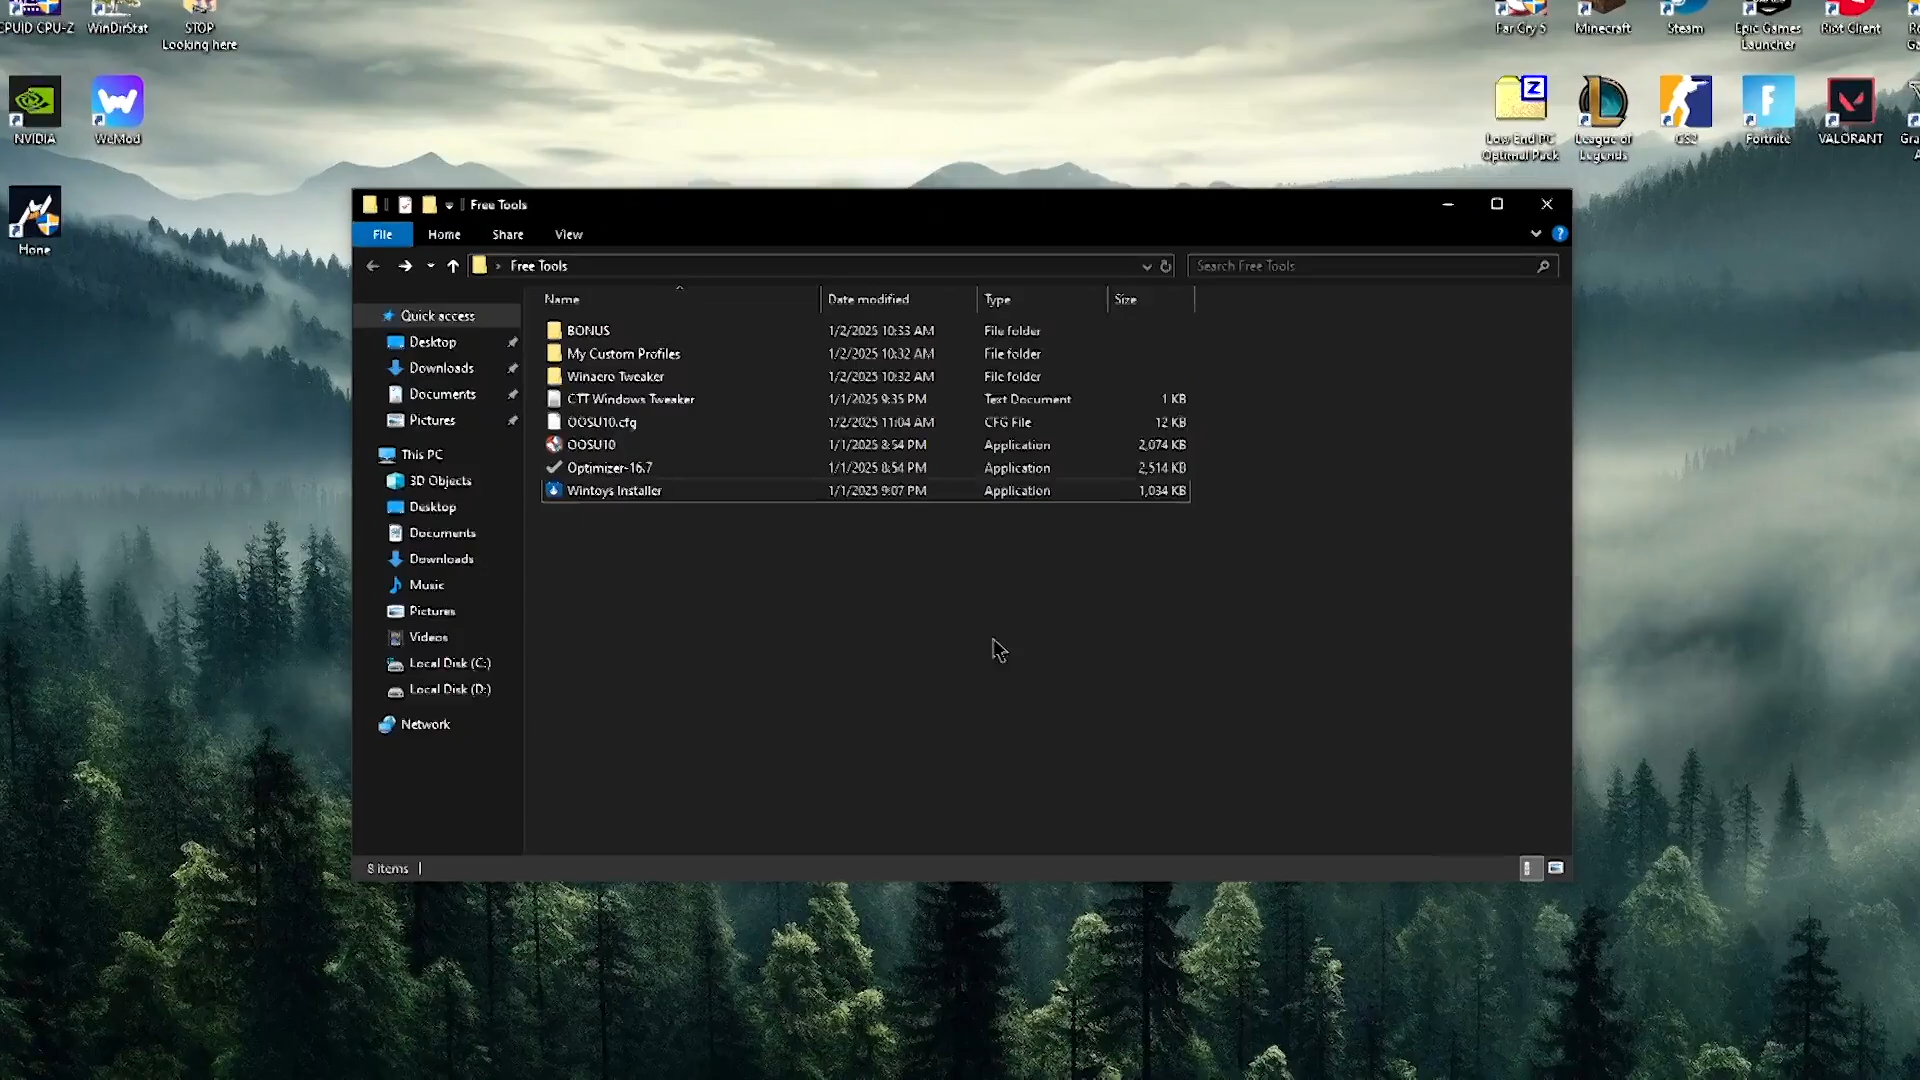 CPUID CPU-Z
WinDirStat
STOP
Looking here
NVIDIA
WeMod
Home
Far Cry 5
Minecraft
Steam
Epic Games
Launcher
Riot Client
Low End PC
Optimal Pack
League of
Legends
CS2
Fortnite
VALORANT
Free Tools
File
Home
Share
View
Free Tools
Search Free Tools
Name
Date modified
Type
Size
BONUS
1/2/2025 10:33 AM
File folder
My Custom Profiles
1/2/2025 10:32 AM
File folder
Winaero Tweaker
1/2/2025 10:32 AM
File folder
CTT Windows Tweaker
1/1/2025 9:35 PM
Text Document
1 KB
OOSU10.cfg
1/2/2025 11:04 AM
CFG File
12 KB
OOSU10
1/1/2025 8:54 PM
Application
2,074 KB
Optimizer-16.7
1/1/2025 8:54 PM
Application
2,514 KB
Wintoys Installer
1/1/2025 9:07 PM
Application
1,034 KB
Quick access
Desktop
Downloads
Documents
Pictures
This PC
3D Objects
Desktop
Documents
Downloads
Music
Pictures
Videos
Local Disk (C:)
Local Disk (D:)
Network
8 items